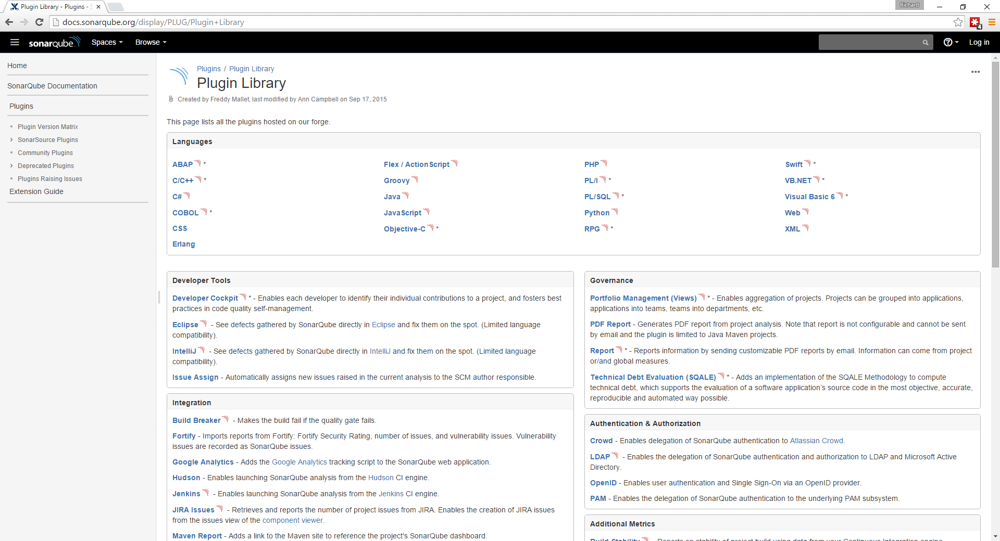 Plugin Library - Plugins -
Richard
docs.sonarqube.org/display/PLUG/Plugin+Library
4
sonarqube Spaces Browse Log in
Home
SonarQube Documentation
Plugins
Plugin Version Matrix
SonarSource Plugins
Community Plugins
Deprecated Plugins
Plugins Raising Issues
Extension Guide
Plugins / Plugin Library
Plugin Library
Created by Freddy Mallet, last modified by Ann Campbell on Sep 17, 2015
This page lists all the plugins hosted on our forge.
Languages
ABAP *
C/C++ *
C#
COBOL *
CSS
Erlang
Flex / ActionScript
Groovy
Java
JavaScript
Objective-C *
PHP
PL/I *
PL/SQL *
Python
RPG *
Swift *
VB.NET *
Visual Basic 6 *
Web
XML
Developer Tools
Developer Cockpit * - Enables each developer to identify their individual contributions to a project, and fosters best
practices in code quality self-management.
Eclipse - See defects gathered by SonarQube directly in Eclipse and fix them on the spot. (Limited language
compatibility).
IntelliJ - See defects gathered by SonarQube directly in IntelliJ and fix them on the spot. (Limited language
compatibility).
Issue Assign - Automatically assigns new issues raised in the current analysis to the SCM author responsible.
Integration
Build Breaker - Makes the build fail if the quality gate fails.
Fortify - Imports reports from Fortify: Fortify Security Rating, number of issues, and vulnerability issues. Vulnerability
issues are recorded as SonarQube issues.
Google Analytics - Adds the Google Analytics tracking script to the SonarQube web application.
Hudson - Enables launching SonarQube analysis from the Hudson CI engine.
Jenkins - Enables launching SonarQube analysis from the Jenkins CI engine.
JIRA Issues - Retrieves and reports the number of project issues from JIRA. Enables the creation of JIRA issues
from the issues view of the component viewer.
Maven Report - Adds a link to the Maven site to reference the project's SonarQube dashboard.
Governance
Portfolio Management (Views) * - Enables aggregation of projects. Projects can be grouped into applications,
applications into teams, teams into departments, etc.
PDF Report - Generates PDF report from project analysis. Note that report is not configurable and cannot be sent
by email and the plugin is limited to Java Maven projects.
Report * - Reports information by sending customizable PDF reports by email. Information can come from project
or/and global measures.
Technical Debt Evaluation (SQALE) * - Adds an implementation of the SQALE Methodology to compute
technical debt, which supports the evaluation of a software application's source code in the most objective, accurate,
reproducible and automated way possible.
Authentication & Authorization
Crowd - Enables delegation of SonarQube authentication to Atlassian Crowd.
LDAP - Enables the delegation of SonarQube authentication and authorization to LDAP and Microsoft Active
Directory.
OpenID - Enables user authentication and Single Sign-On via an OpenID provider.
PAM - Enables the delegation of SonarQube authentication to the underlying PAM subsystem.
Additional Metrics
Build Stability - Reports on stability of project build using data from your Continuous Integration engine.